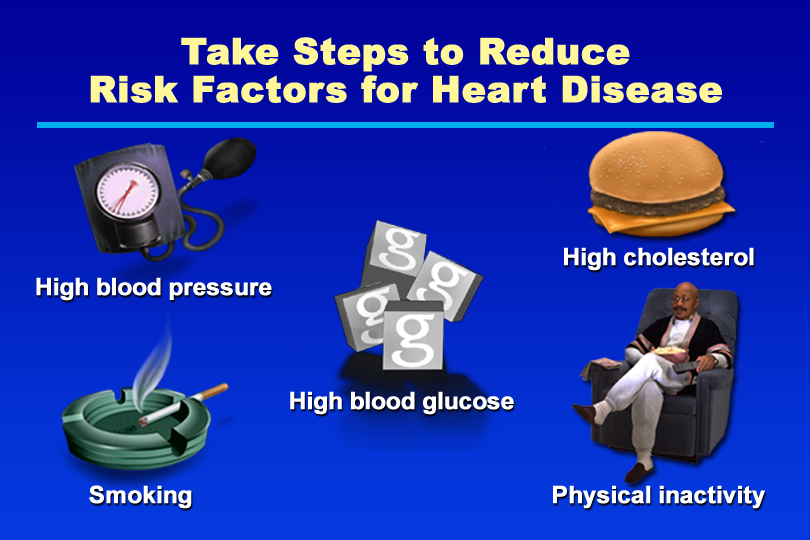 Take Steps to Reduce
Risk Factors for Heart Disease
High blood pressure
High cholesterol
g
g
g
g
High blood glucose
Smoking
Physical inactivity